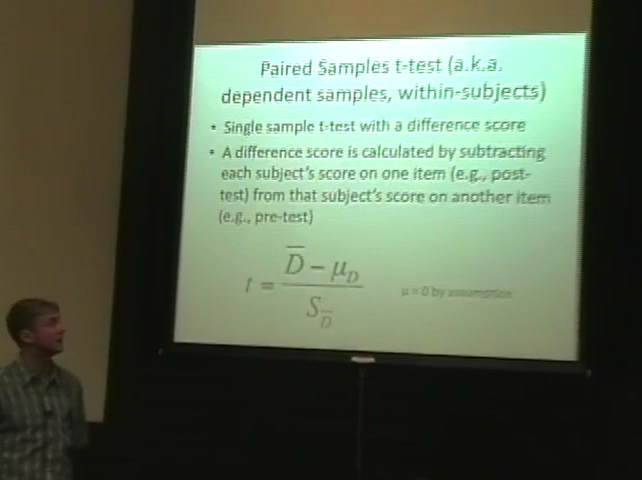 Paired Samples t-test (a.k.a.
dependent samples, within-subjects)
• Single sample t-test with a difference score
• A difference score is calculated by subtracting
each subject's score on one item (e.g., post-
test) from that subject's score on another item
(e.g., pre-test)
t = (D̅ − μ_D) / S_D̅
μ = 0 by assumption